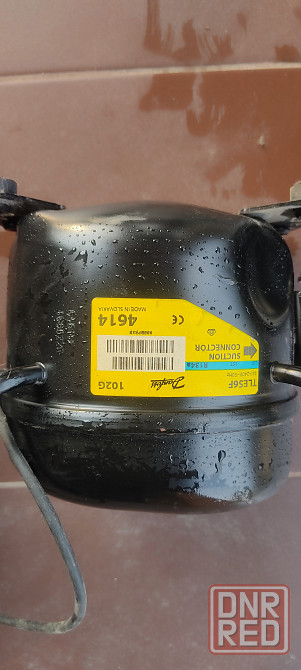 TLES6F
102G
Danfoss
R134a
SUCTION
CONNECTOR
4614
CE
MADE IN SLOVAKIA
DNR
RED